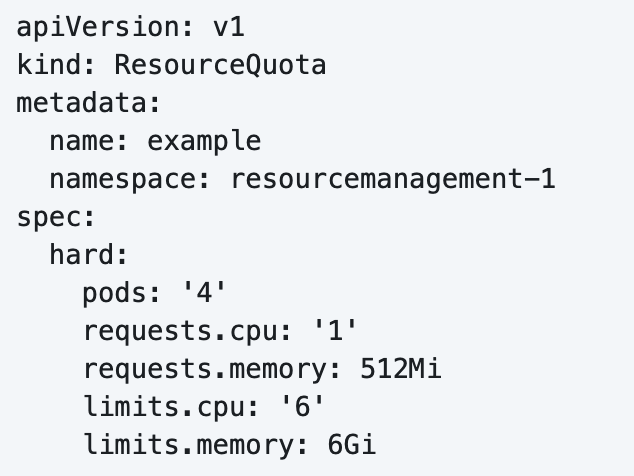 apiVersion: v1
kind: ResourceQuota
metadata:
  name: example
  namespace: resourcemanagement-1
spec:
  hard:
    pods: '4'
    requests.cpu: '1'
    requests.memory: 512Mi
    limits.cpu: '6'
    limits.memory: 6Gi